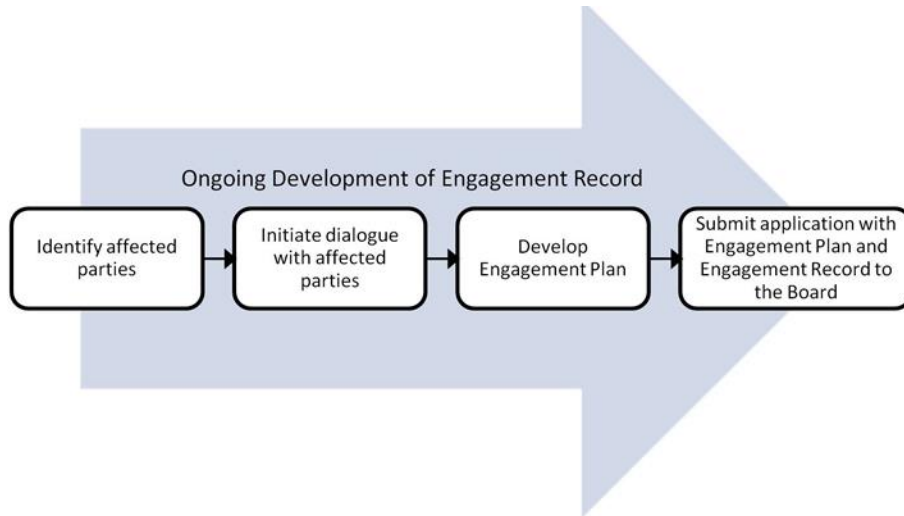 Ongoing Development of Engagement Record
Identify affected
parties
Initiate dialogue
with affected
parties
Develop
Engagement Plan
Submit application with
Engagement Plan and
Engagement Record to
the Board